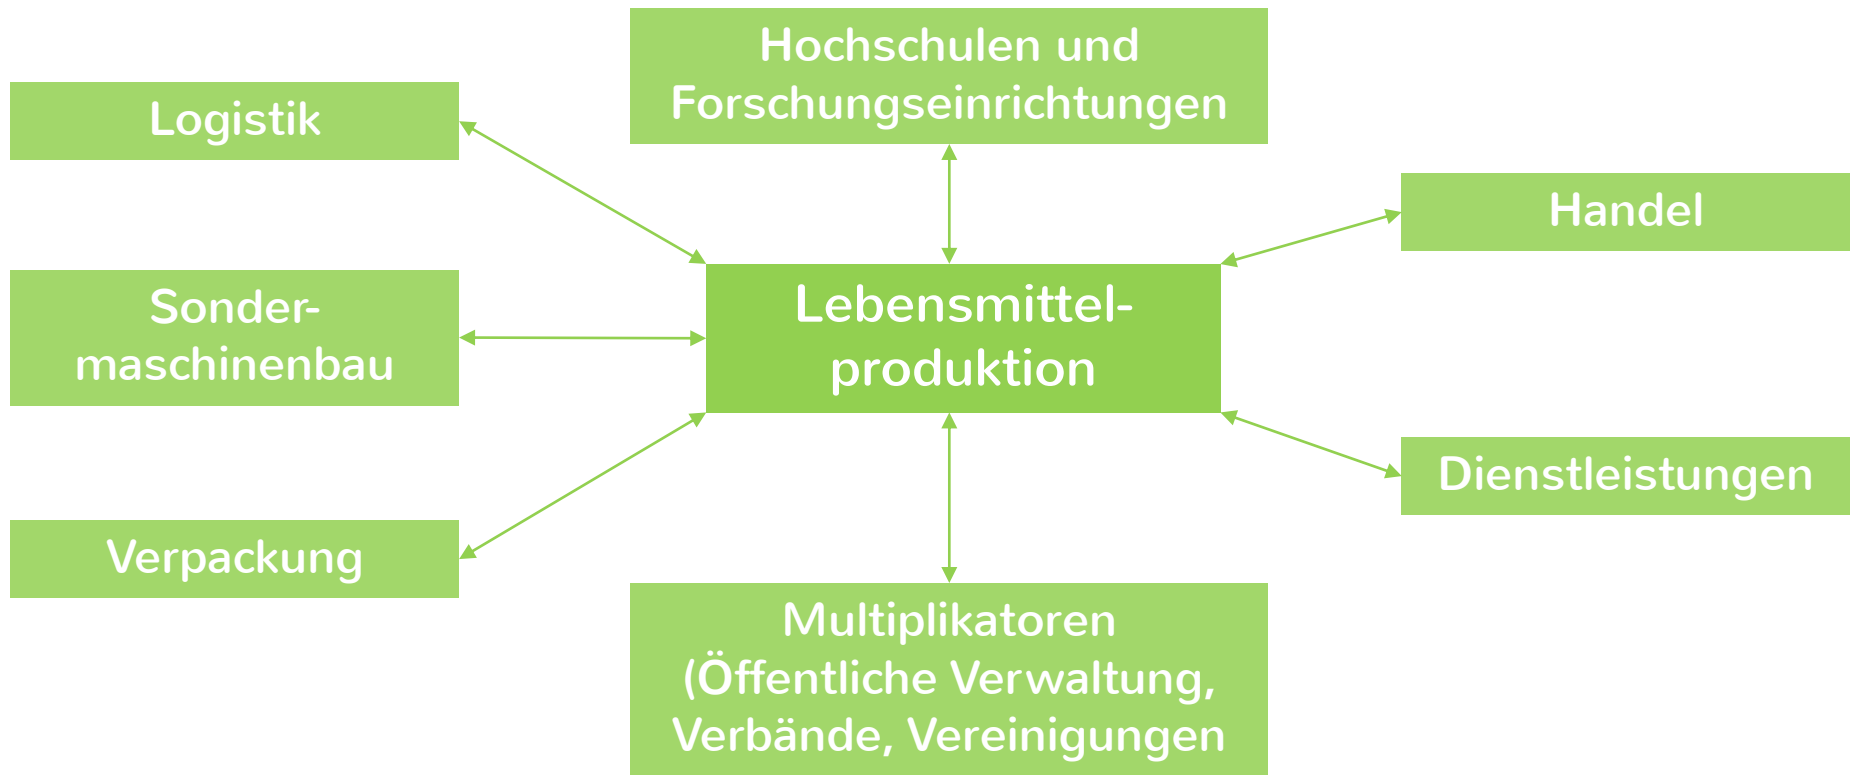 Hochschulen und
Forschungseinrichtungen
Logistik
Handel
Sonder-
maschinenbau
Lebensmittel-
produktion
Dienstleistungen
Verpackung
Multiplikatoren
(Öffentliche Verwaltung,
Verbände, Vereinigungen